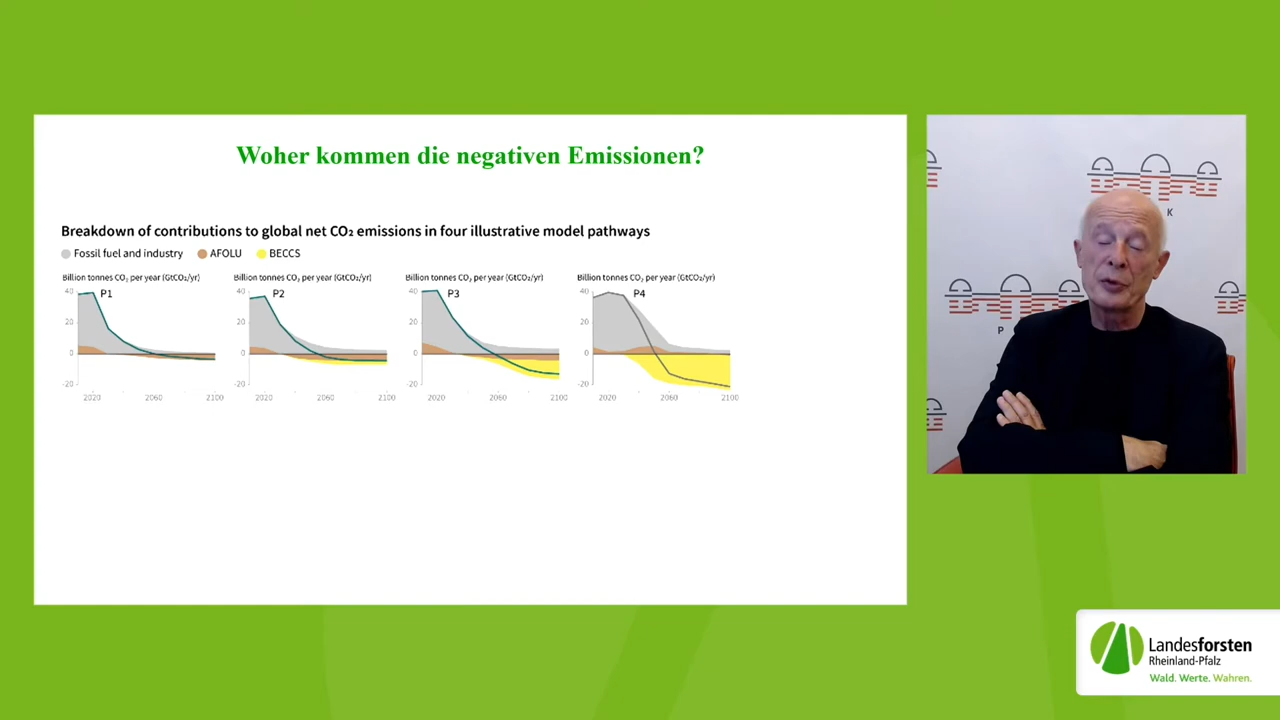 Woher kommen die negativen Emissionen?
Breakdown of contributions to global net CO₂ emissions in four illustrative model pathways
Fossil fuel and industry AFOLU BECCS
Billion tonnes CO₂ per year (GtCO₂/yr) Billion tonnes CO₂ per year (GtCO₂/yr) Billion tonnes CO₂ per year (GtCO₂/yr) Billion tonnes CO₂ per year (GtCO₂/yr)
40 P1 40 P2 40 P3 40 P4
20 20 20 20
0 0 0 0
-20 -20 -20 -20
2020 2060 2100 2020 2060 2100 2020 2060 2100 2020 2060 2100
K
P
Landesforsten
Rheinland-Pfalz
Wald. Werte. Wahren.